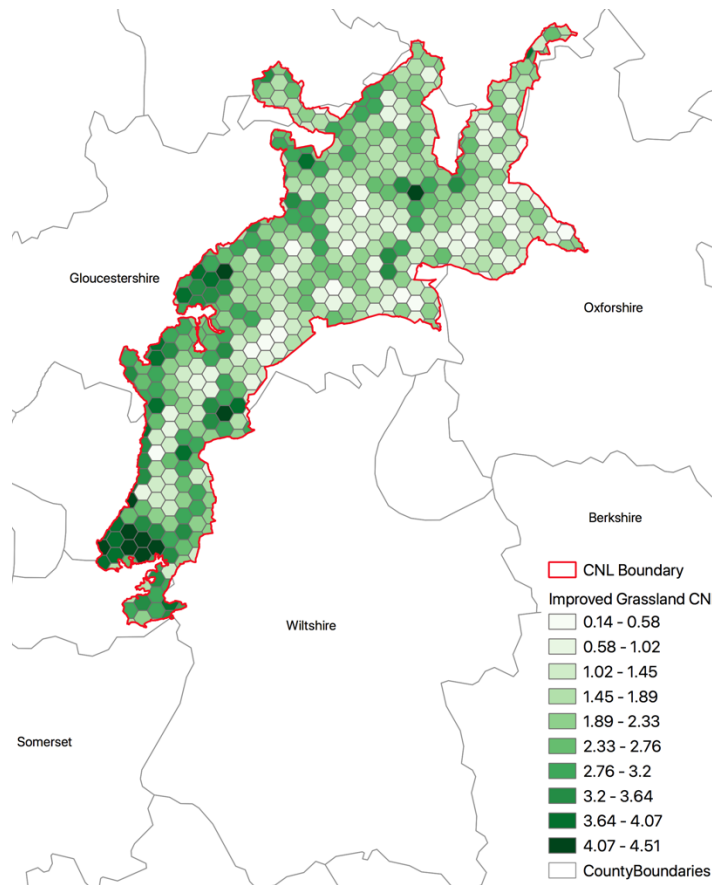 Gloucestershire
Oxforshire
Berkshire
Wiltshire
Somerset
CNL Boundary
Improved Grassland CN
0.14 - 0.58
0.58 - 1.02
1.02 - 1.45
1.45 - 1.89
1.89 - 2.33
2.33 - 2.76
2.76 - 3.2
3.2 - 3.64
3.64 - 4.07
4.07 - 4.51
CountyBoundaries